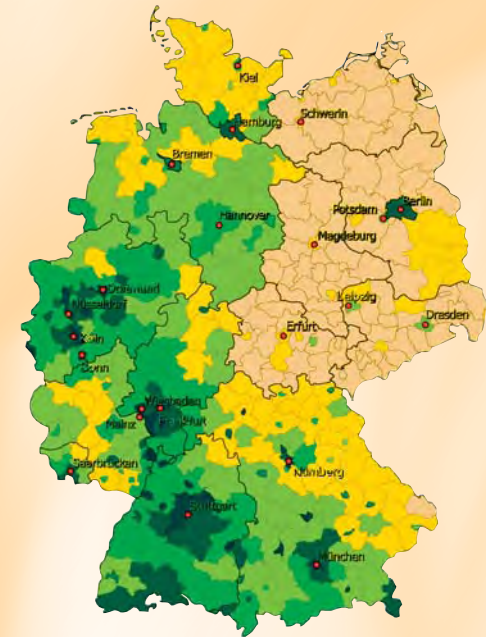 Kiel
Schwerin
Hamburg
Bremen
Berlin
Potsdam
Hannover
Magdeburg
Dortmund
Düsseldorf
Leipzig
Dresden
Köln
Erfurt
Bonn
Wiesbaden
Frankfurt
Mainz
Saarbrücken
Nürnberg
Stuttgart
München